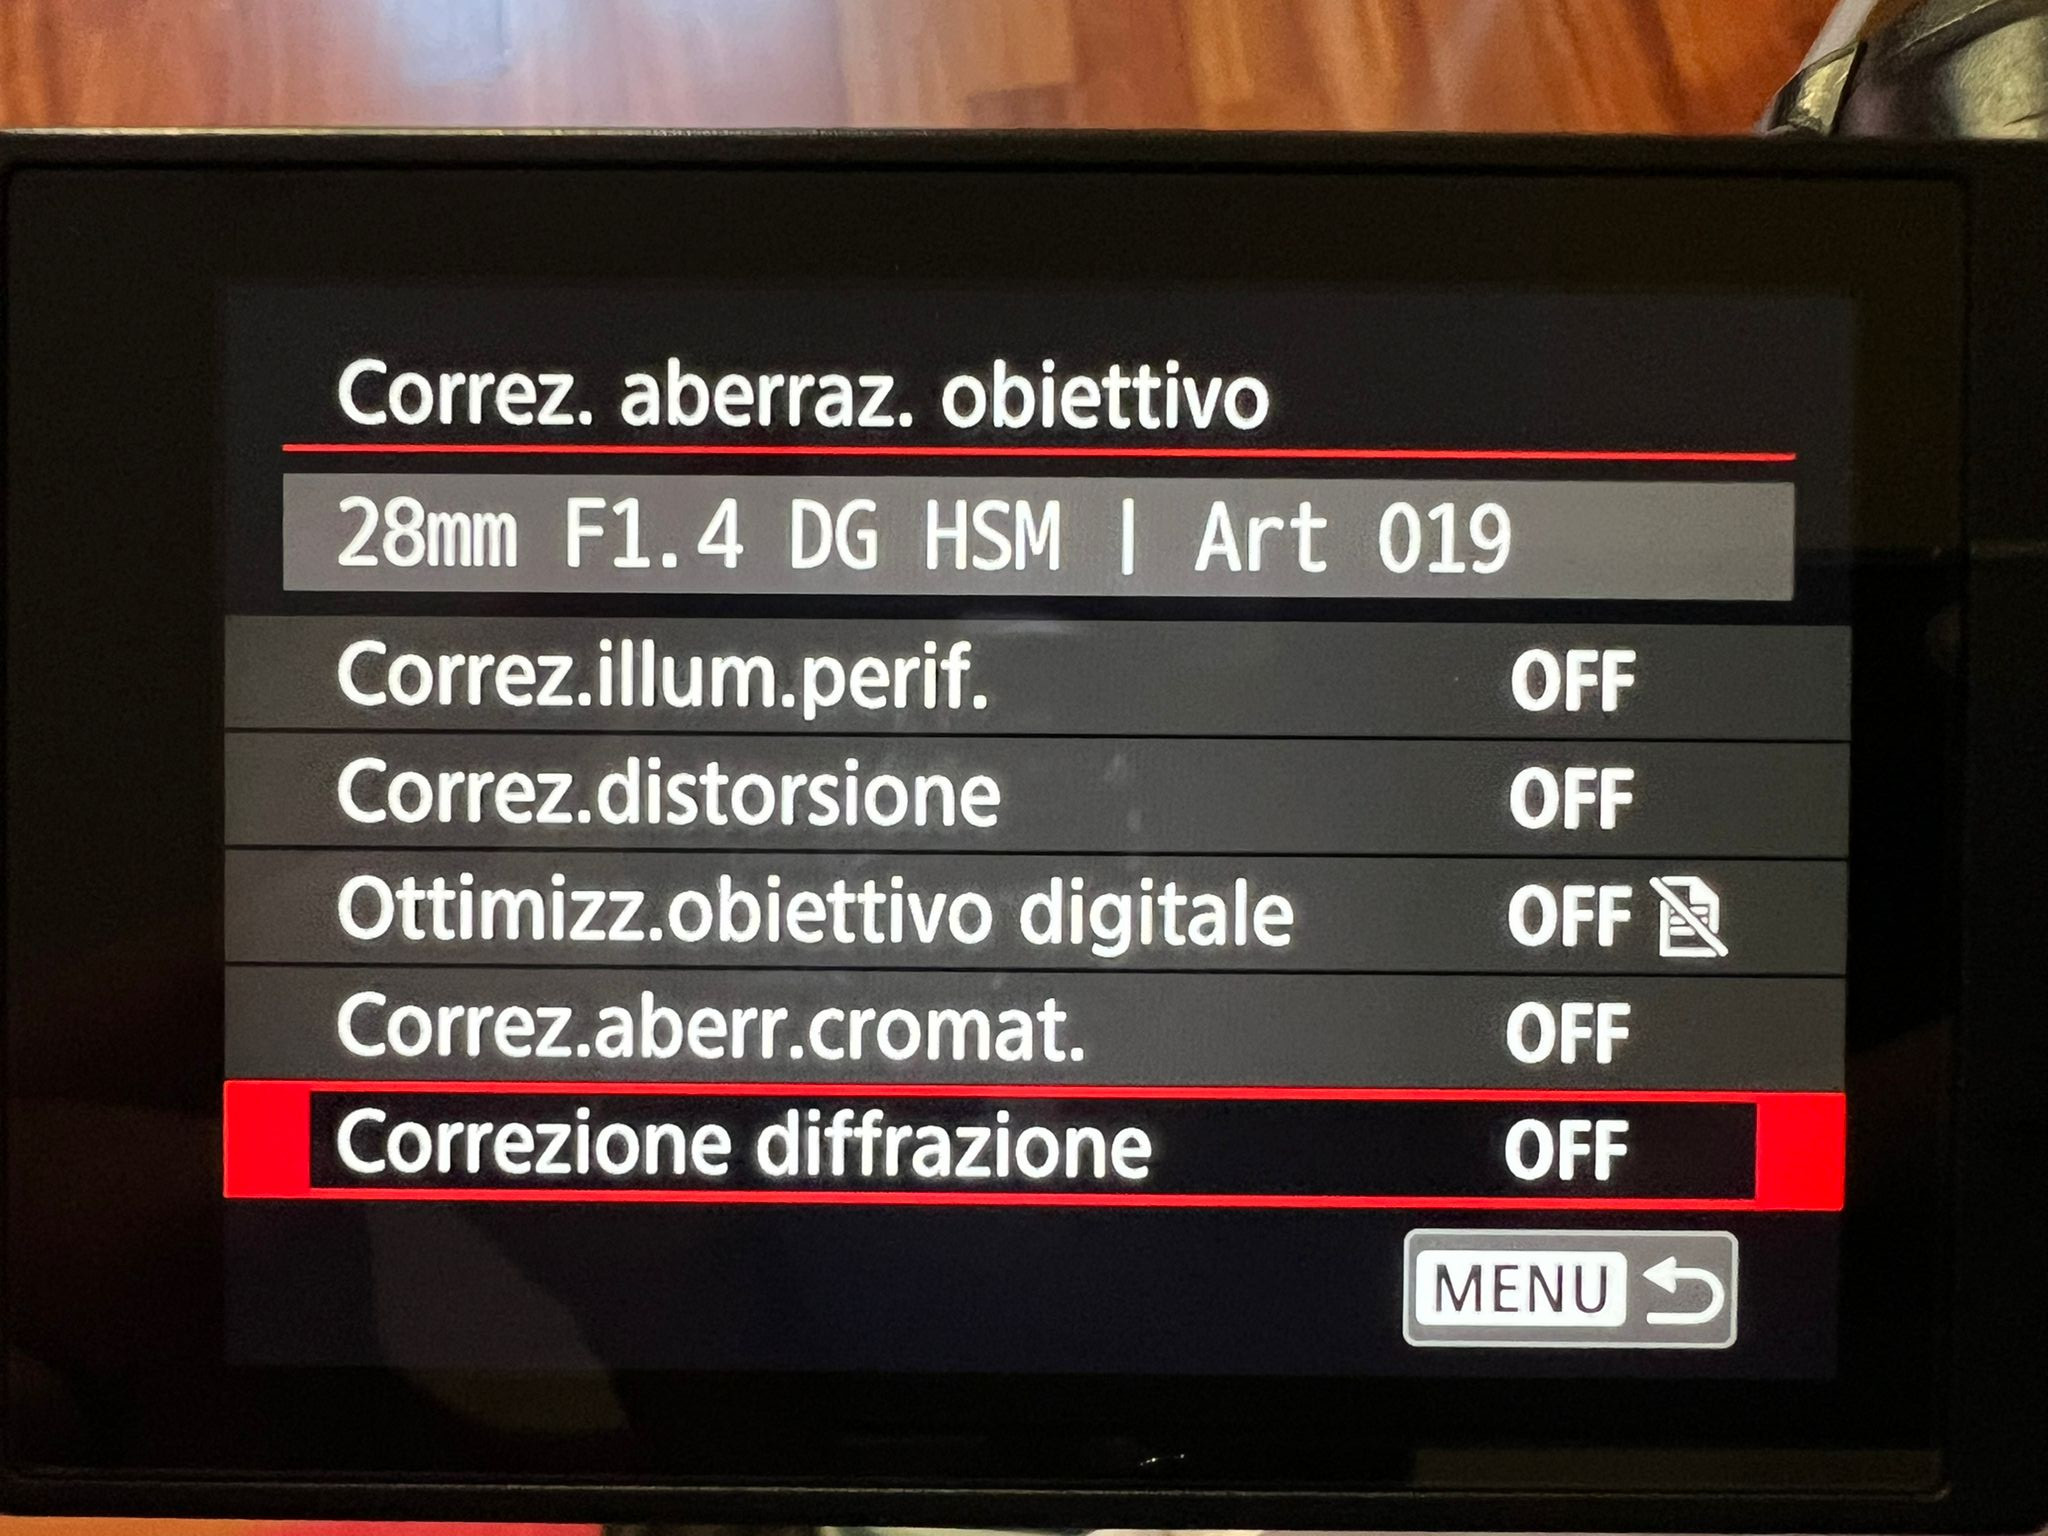 Correz. aberraz. obiettivo
28mm F1.4 DG HSM | Art 019
Correz.illum.perif. OFF
Correz.distorsione OFF
Ottimizz.obiettivo digitale OFF
Correz.aberr.cromat. OFF
Correzione diffrazione OFF
MENU